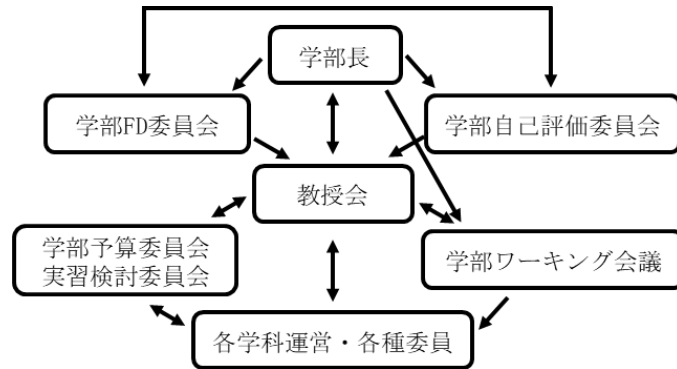 学部長
学部FD委員会
学部自己評価委員会
教授会
学部予算委員会
実習検討委員会
学部ワーキング会議
各学科運営・各種委員